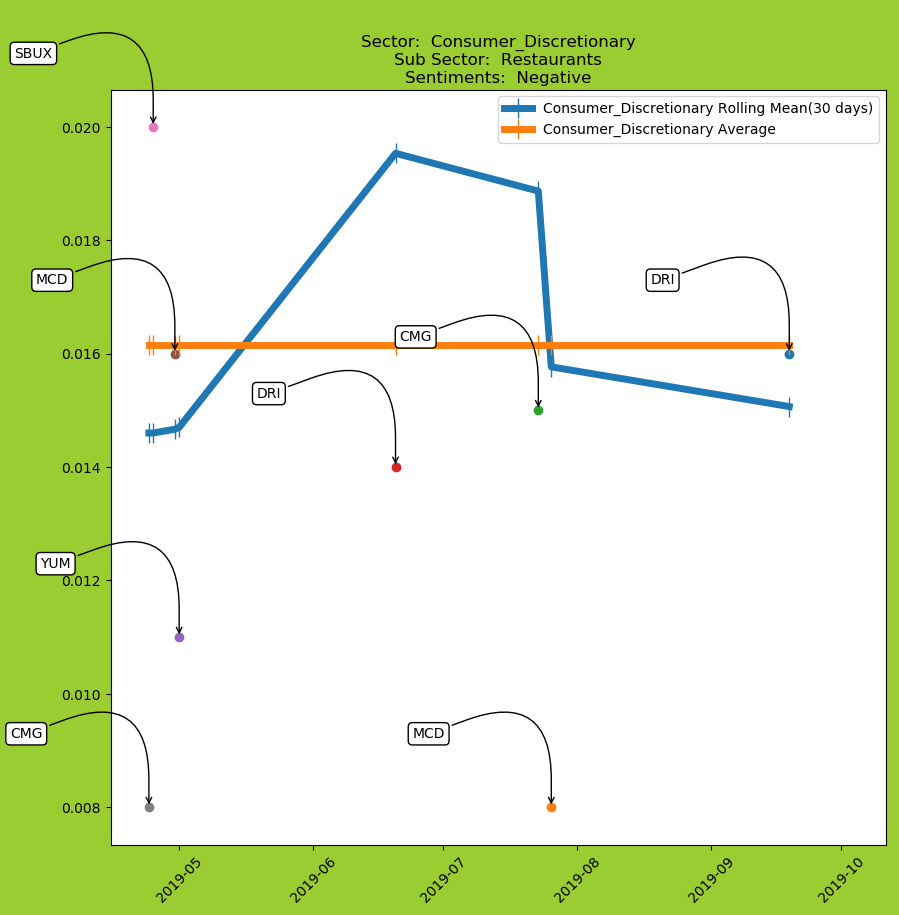 Sector:  Consumer_Discretionary
Sub Sector:  Restaurants
Sentiments:  Negative
SBUX
Consumer_Discretionary Rolling Mean(30 days)
Consumer_Discretionary Average
0.020
0.018
MCD
DRI
CMG
0.016
DRI
0.014
YUM
0.012
0.010
CMG
MCD
0.008
2019-05
2019-06
2019-07
2019-08
2019-09
2019-10